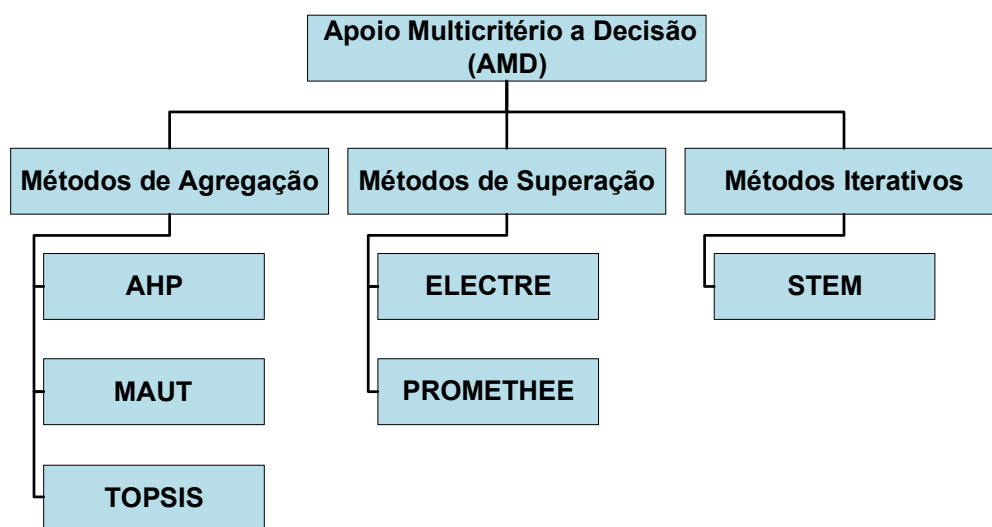 Apoio Multicritério a Decisão
(AMD)
Métodos de Agregação
Métodos de Superação
Métodos Iterativos
AHP
ELECTRE
STEM
MAUT
PROMETHEE
TOPSIS